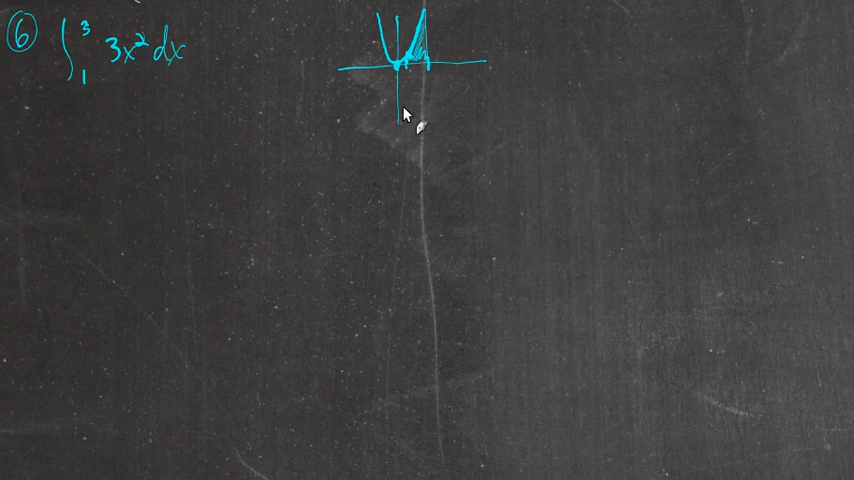 ⑥ ∫₁³ 3x² dx